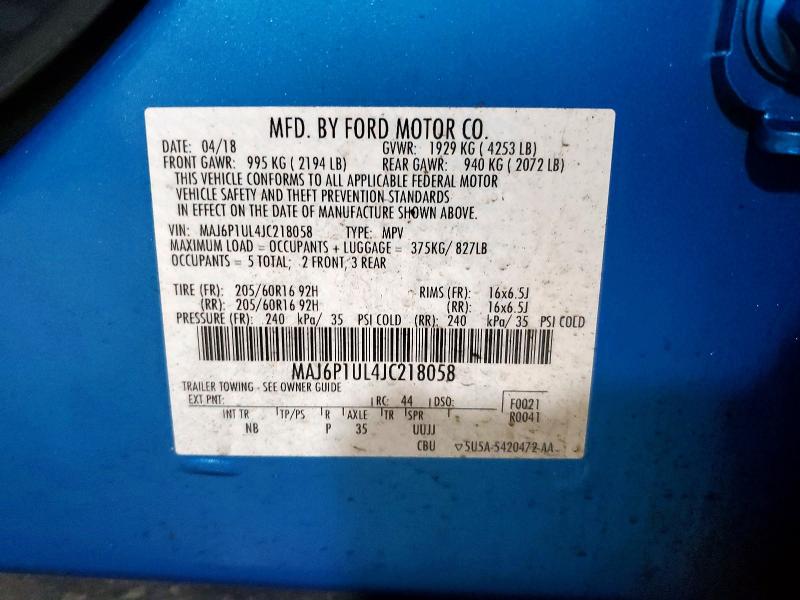 MFD. BY FORD MOTOR CO.
DATE: 04/18 GVWR: 1929 KG ( 4253 LB)
FRONT GAWR: 995 KG ( 2194 LB) REAR GAWR: 940 KG ( 2072 LB)
THIS VEHICLE CONFORMS TO ALL APPLICABLE FEDERAL MOTOR
VEHICLE SAFETY AND THEFT PREVENTION STANDARDS
IN EFFECT ON THE DATE OF MANUFACTURE SHOWN ABOVE.
VIN: MAJ6P1UL4JC218058 TYPE: MPV
MAXIMUM LOAD = OCCUPANTS + LUGGAGE = 375KG/ 827LB
OCCUPANTS = 5 TOTAL; 2 FRONT, 3 REAR
TIRE (FR): 205/60R16 92H RIMS (FR): 16x6.5J
(RR): 205/60R16 92H (RR): 16x6.5J
PRESSURE (FR): 240 kPa/ 35 PSI COLD (RR): 240 kPa/ 35 PSI COLD
MAJ6P1UL4JC218058
TRAILER TOWING - SEE OWNER GUIDE
EXT PNT: RC: 44 DSO: F0021
INT TR TP/PS R AXLE TR SPR R0041
NB P 35 UUJJ
CBU 5U5A-5420472-AA